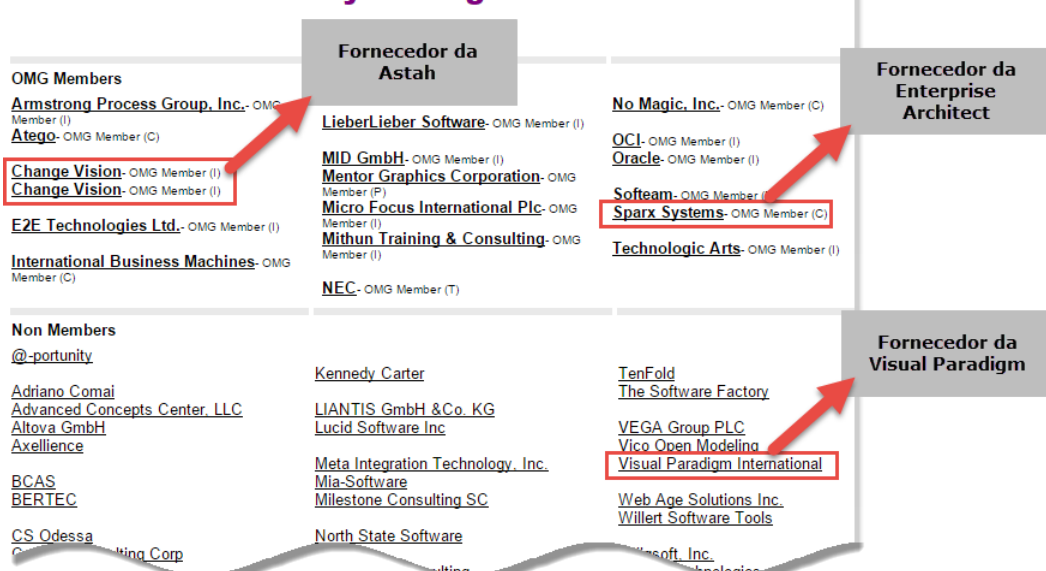 Fornecedor da
Astah
Fornecedor da
Enterprise
Architect
OMG Members
Armstrong Process Group, Inc.- OMG
Member (I)
Atego- OMG Member (C)
Change Vision- OMG Member (I)
Change Vision- OMG Member (I)
E2E Technologies Ltd.- OMG Member (I)
International Business Machines- OMG
Member (C)
LieberLieber Software- OMG Member (I)
MID GmbH- OMG Member (I)
Mentor Graphics Corporation- OMG
Member (P)
Micro Focus International Plc- OMG
Member (I)
Mithun Training & Consulting- OMG
Member (I)
NEC- OMG Member (T)
No Magic, Inc.- OMG Member (C)
OCI- OMG Member (I)
Oracle- OMG Member (I)
Softeam- OMG Member
Sparx Systems- OMG Member (C)
Technologic Arts- OMG Member (I)
Non Members
@-portunity
Adriano Comai
Advanced Concepts Center, LLC
Altova GmbH
Axellience
BCAS
BERTEC
CS Odessa
Corp
Kennedy Carter
LIANTIS GmbH &Co. KG
Lucid Software Inc
Meta Integration Technology, Inc.
Mia-Software
Milestone Consulting SC
North State Software
TenFold
The Software Factory
VEGA Group PLC
Vico Open Modeling
Visual Paradigm International
Web Age Solutions Inc.
Willert Software Tools
Inc.
Fornecedor da
Visual Paradigm